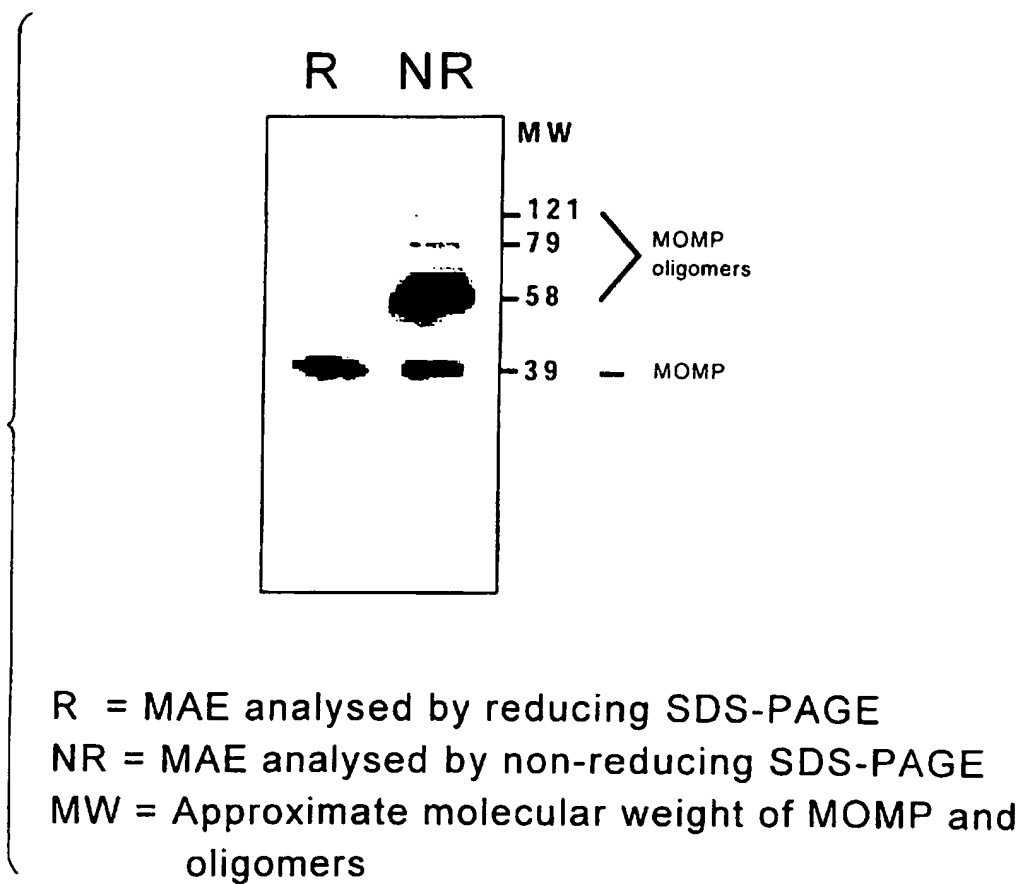 R NR
MW
121
79
58
39
MOMP
oligomers
MOMP
R = MAE analysed by reducing SDS-PAGE
NR = MAE analysed by non-reducing SDS-PAGE
MW = Approximate molecular weight of MOMP and
oligomers